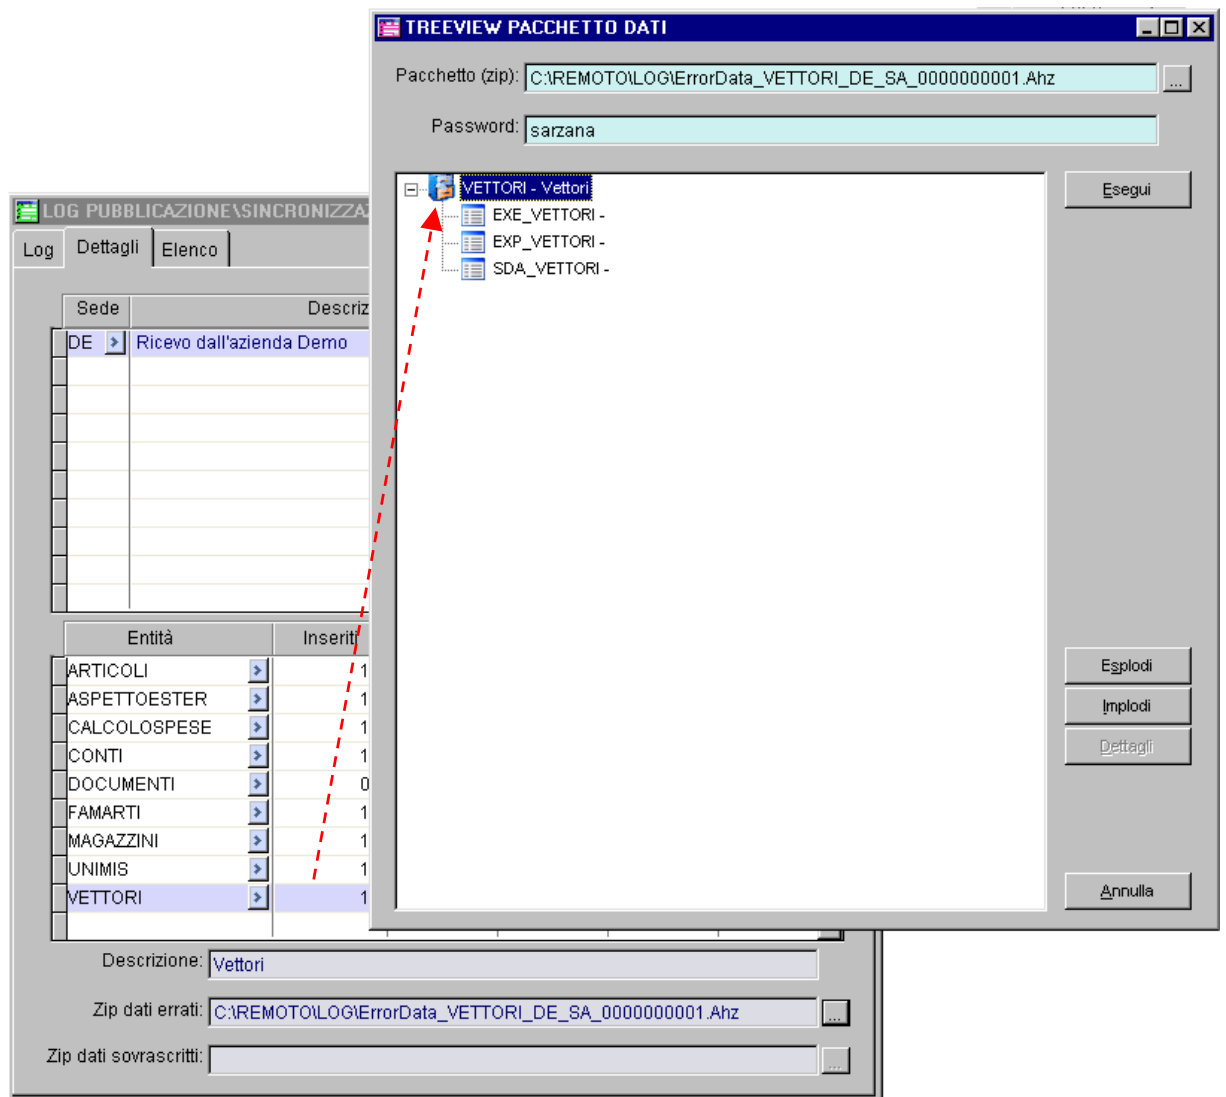 TREEVIEW PACCHETTO DATI
Pacchetto (zip): C:\REMOTO\LOG\ErrorData_VETTORI_DE_SA_0000000001.Ahz ...
Password: sarzana
VETTORI - Vettori
EXE_VETTORI -
EXP_VETTORI -
SDA_VETTORI -
Esegui
Esplodi
Implodi
Dettagli
Annulla
LOG PUBBLICAZIONE\SINCRONIZZA
Log Dettagli Elenco
Sede Descriz
DE Ricevo dall'azienda Demo
Entità Inseriti
ARTICOLI 1
ASPETTOESTER 1
CALCOLOSPESE 1
CONTI 1
DOCUMENTI 0
FAMARTI 1
MAGAZZINI 1
UNIMIS 1
VETTORI 1
Descrizione: Vettori
Zip dati errati: C:\REMOTO\LOG\ErrorData_VETTORI_DE_SA_0000000001.Ahz ...
Zip dati sovrascritti: ...